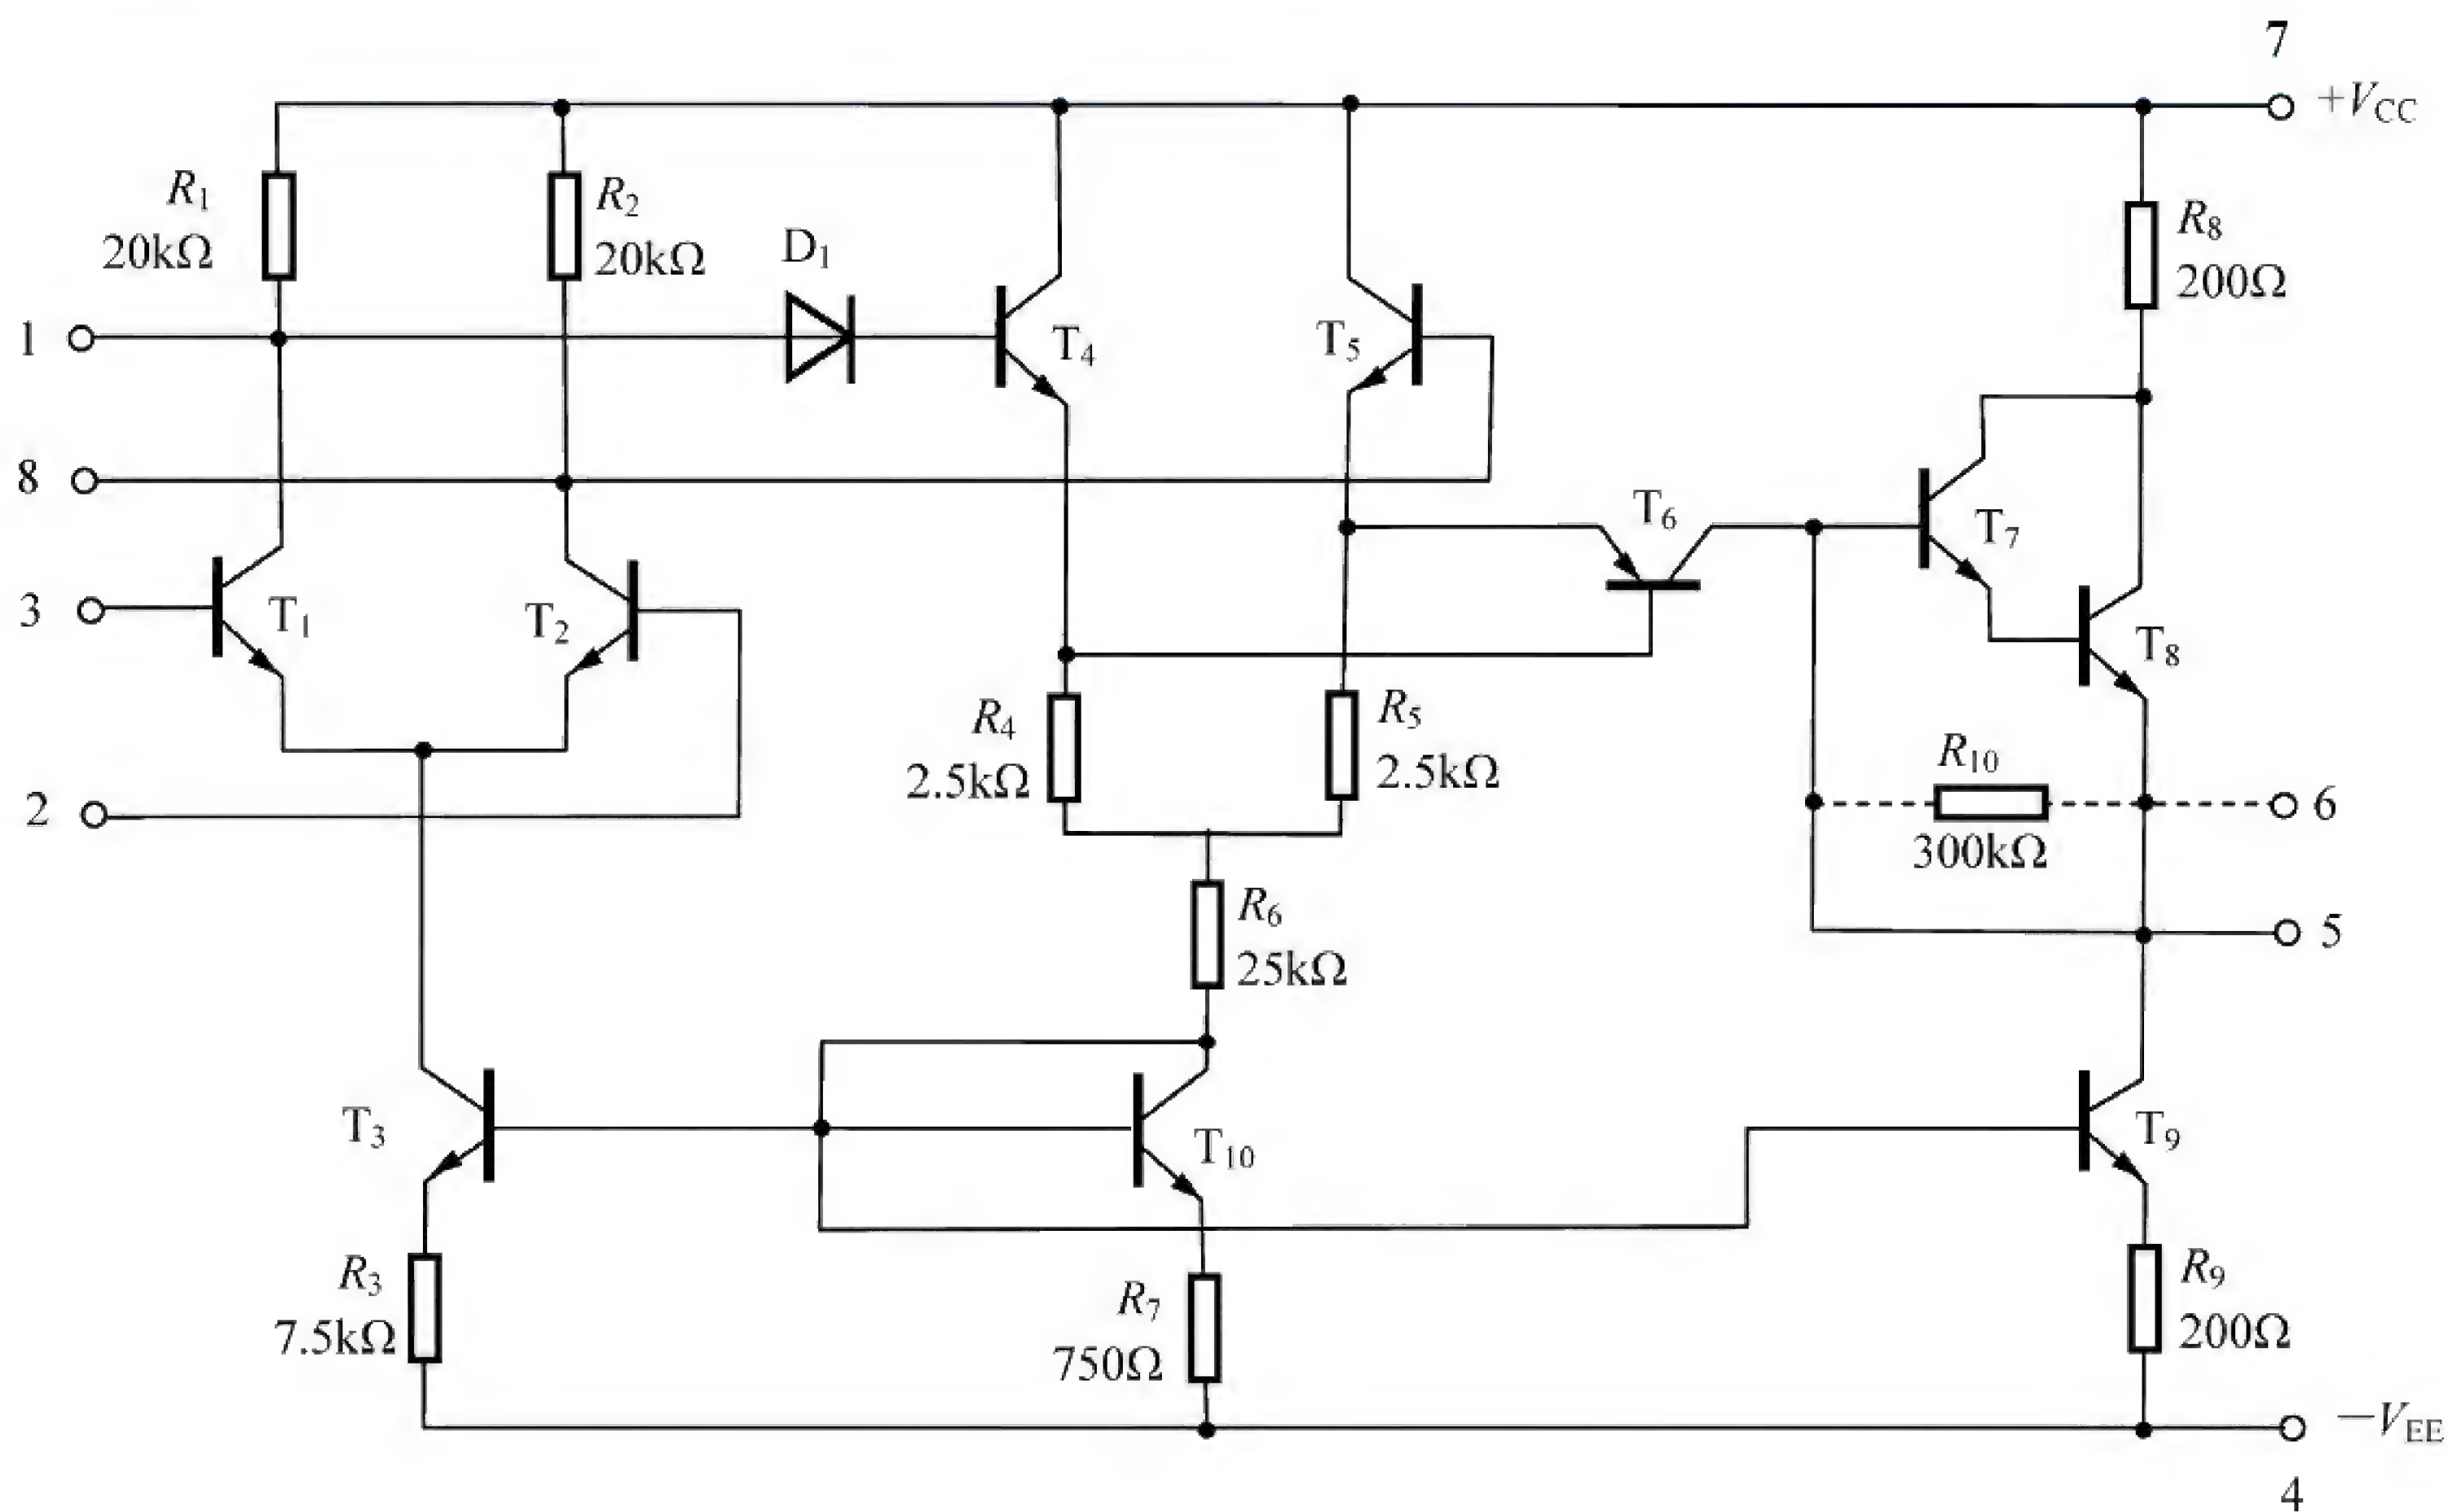 7
+V_CC
R₁
20kΩ
R₂
20kΩ
D₁
R₈
200Ω
1
T₄
T₅
8
T₆
T₇
3
T₁
T₂
T₈
R₄
2.5kΩ
R₅
2.5kΩ
R₁₀
300kΩ
6
2
R₆
25kΩ
5
T₃
T₁₀
T₉
R₃
7.5kΩ
R₇
750Ω
R₉
200Ω
—V_EE
4